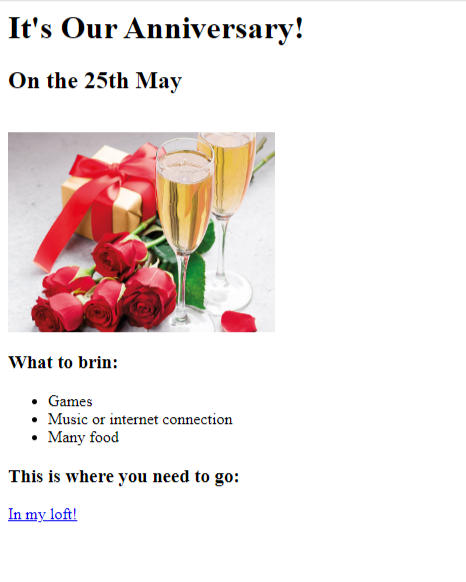 It's Our Anniversary!
On the 25th May
What to brin:
Games
Music or internet connection
Many food
This is where you need to go:
In my loft!